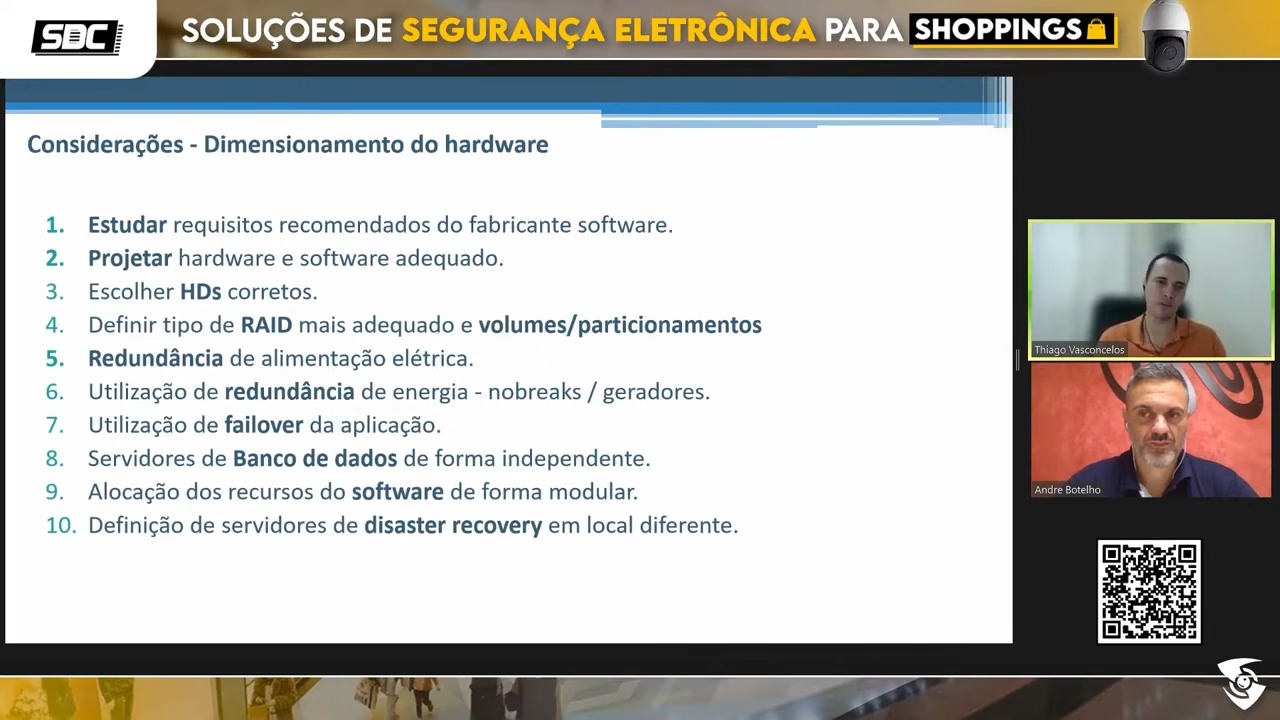 SDC
SOLUÇÕES DE SEGURANÇA ELETRÔNICA PARA SHOPPINGS
Considerações - Dimensionamento do hardware
1. Estudar requisitos recomendados do fabricante software.
2. Projetar hardware e software adequado.
3. Escolher HDs corretos.
4. Definir tipo de RAID mais adequado e volumes/particionamentos
5. Redundância de alimentação elétrica.
6. Utilização de redundância de energia - nobreaks / geradores.
7. Utilização de failover da aplicação.
8. Servidores de Banco de dados de forma independente.
9. Alocação dos recursos do software de forma modular.
10. Definição de servidores de disaster recovery em local diferente.
Thiago Vasconcelos
Andre Botelho